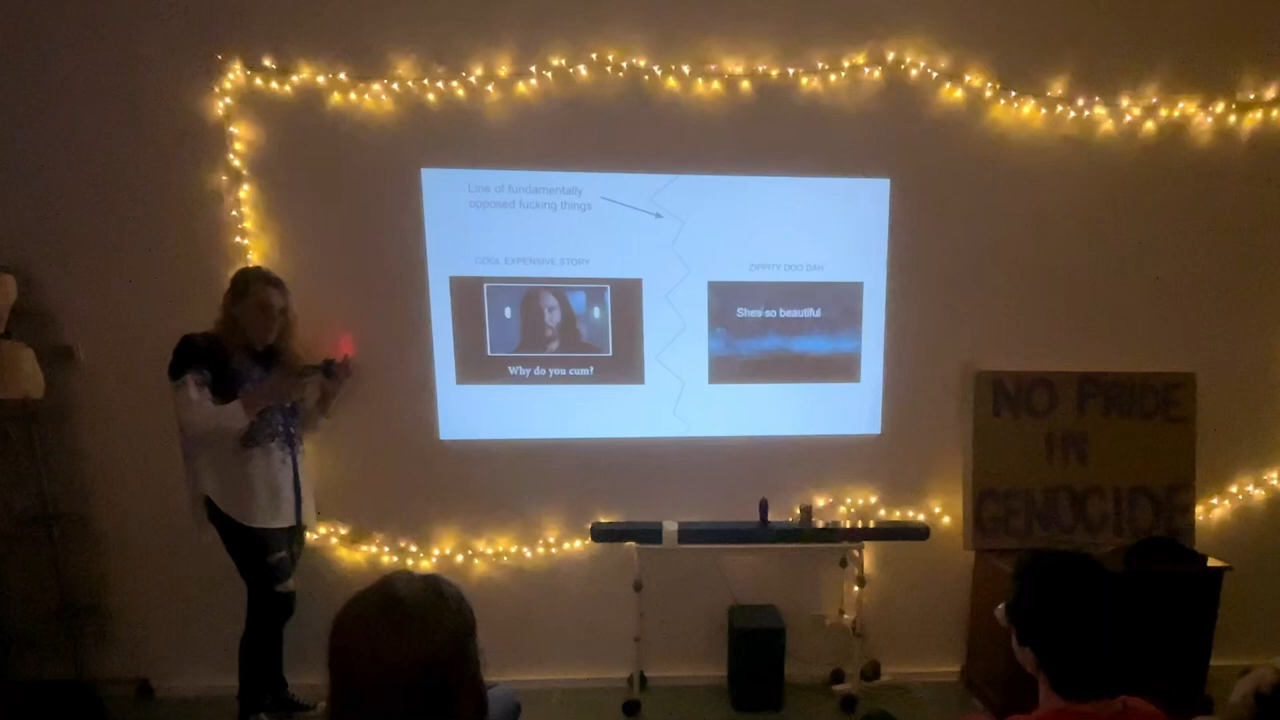 Line of fundamentally
opposed fucking things
COOL EXPENSIVE STORY
ZIPPITY DOO DAH
Shes so beautiful
Why do you cum?
NO PRIDE
IN
GENOCIDE